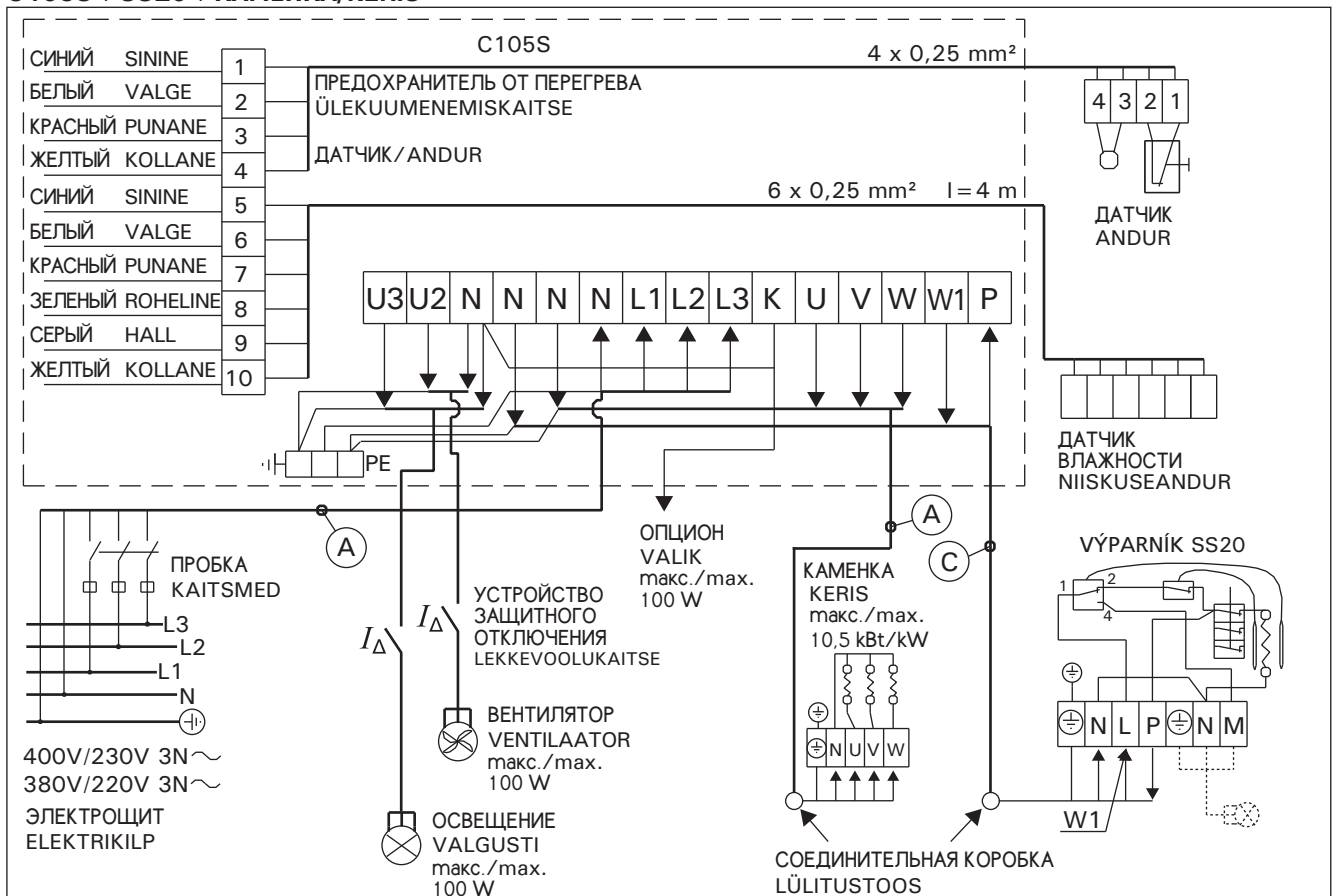 C105S
4 x 0,25 mm²
СИНИЙ SININE 1
БЕЛЫЙ VALGE 2
КРАСНЫЙ PUNANE 3
ЖЕЛТЫЙ KOLLANE 4
СИНИЙ SININE 5
БЕЛЫЙ VALGE 6
КРАСНЫЙ PUNANE 7
ЗЕЛЕНЫЙ ROHELINE 8
СЕРЫЙ HALL 9
ЖЕЛТЫЙ KOLLANE 10
ПРЕДОХРАНИТЕЛЬ ОТ ПЕРЕГРЕВА
ÜLEKUUMENEMISKAITSE
ДАТЧИК/ANDUR
4 3 2 1
ДАТЧИК
ANDUR
6 x 0,25 mm² l=4 m
U3 U2 N N N N L1 L2 L3 K U V W W1 P
PE
ДАТЧИК
ВЛАЖНОСТИ
NIISKUSEANDUR
A
ПРОБКА
KAITSMED
L3
L2
L1
N
400V/230V 3N~
380V/220V 3N~
ЭЛЕКТРОЩИТ
ELEKTRIKILP
I∆
I∆
УСТРОЙСТВО
ЗАЩИТНОГО
ОТКЛЮЧЕНИЯ
LEKKEVOOLUKAITSE
ВЕНТИЛЯТОР
VENTILAATOR
макс./max.
100 W
ОСВЕЩЕНИЕ
VALGUSTI
макс./max.
100 W
ОПЦИОН
VALIK
макс./max.
100 W
A
C
КАМЕНКА
KERIS
макс./max.
10,5 kBt/kW
N U V W
VÝPARNÍK SS20
1 2
4
N L P N M
W1
СОЕДИНИТЕЛЬНАЯ КОРОБКА
LÜLITUSTOOS